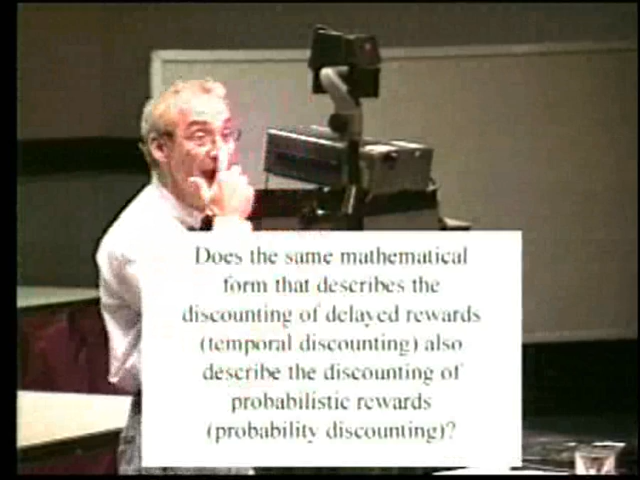 Does the same mathematical
form that describes the
discounting of delayed rewards
(temporal discounting) also
describe the discounting of
probabilistic rewards
(probability discounting)?